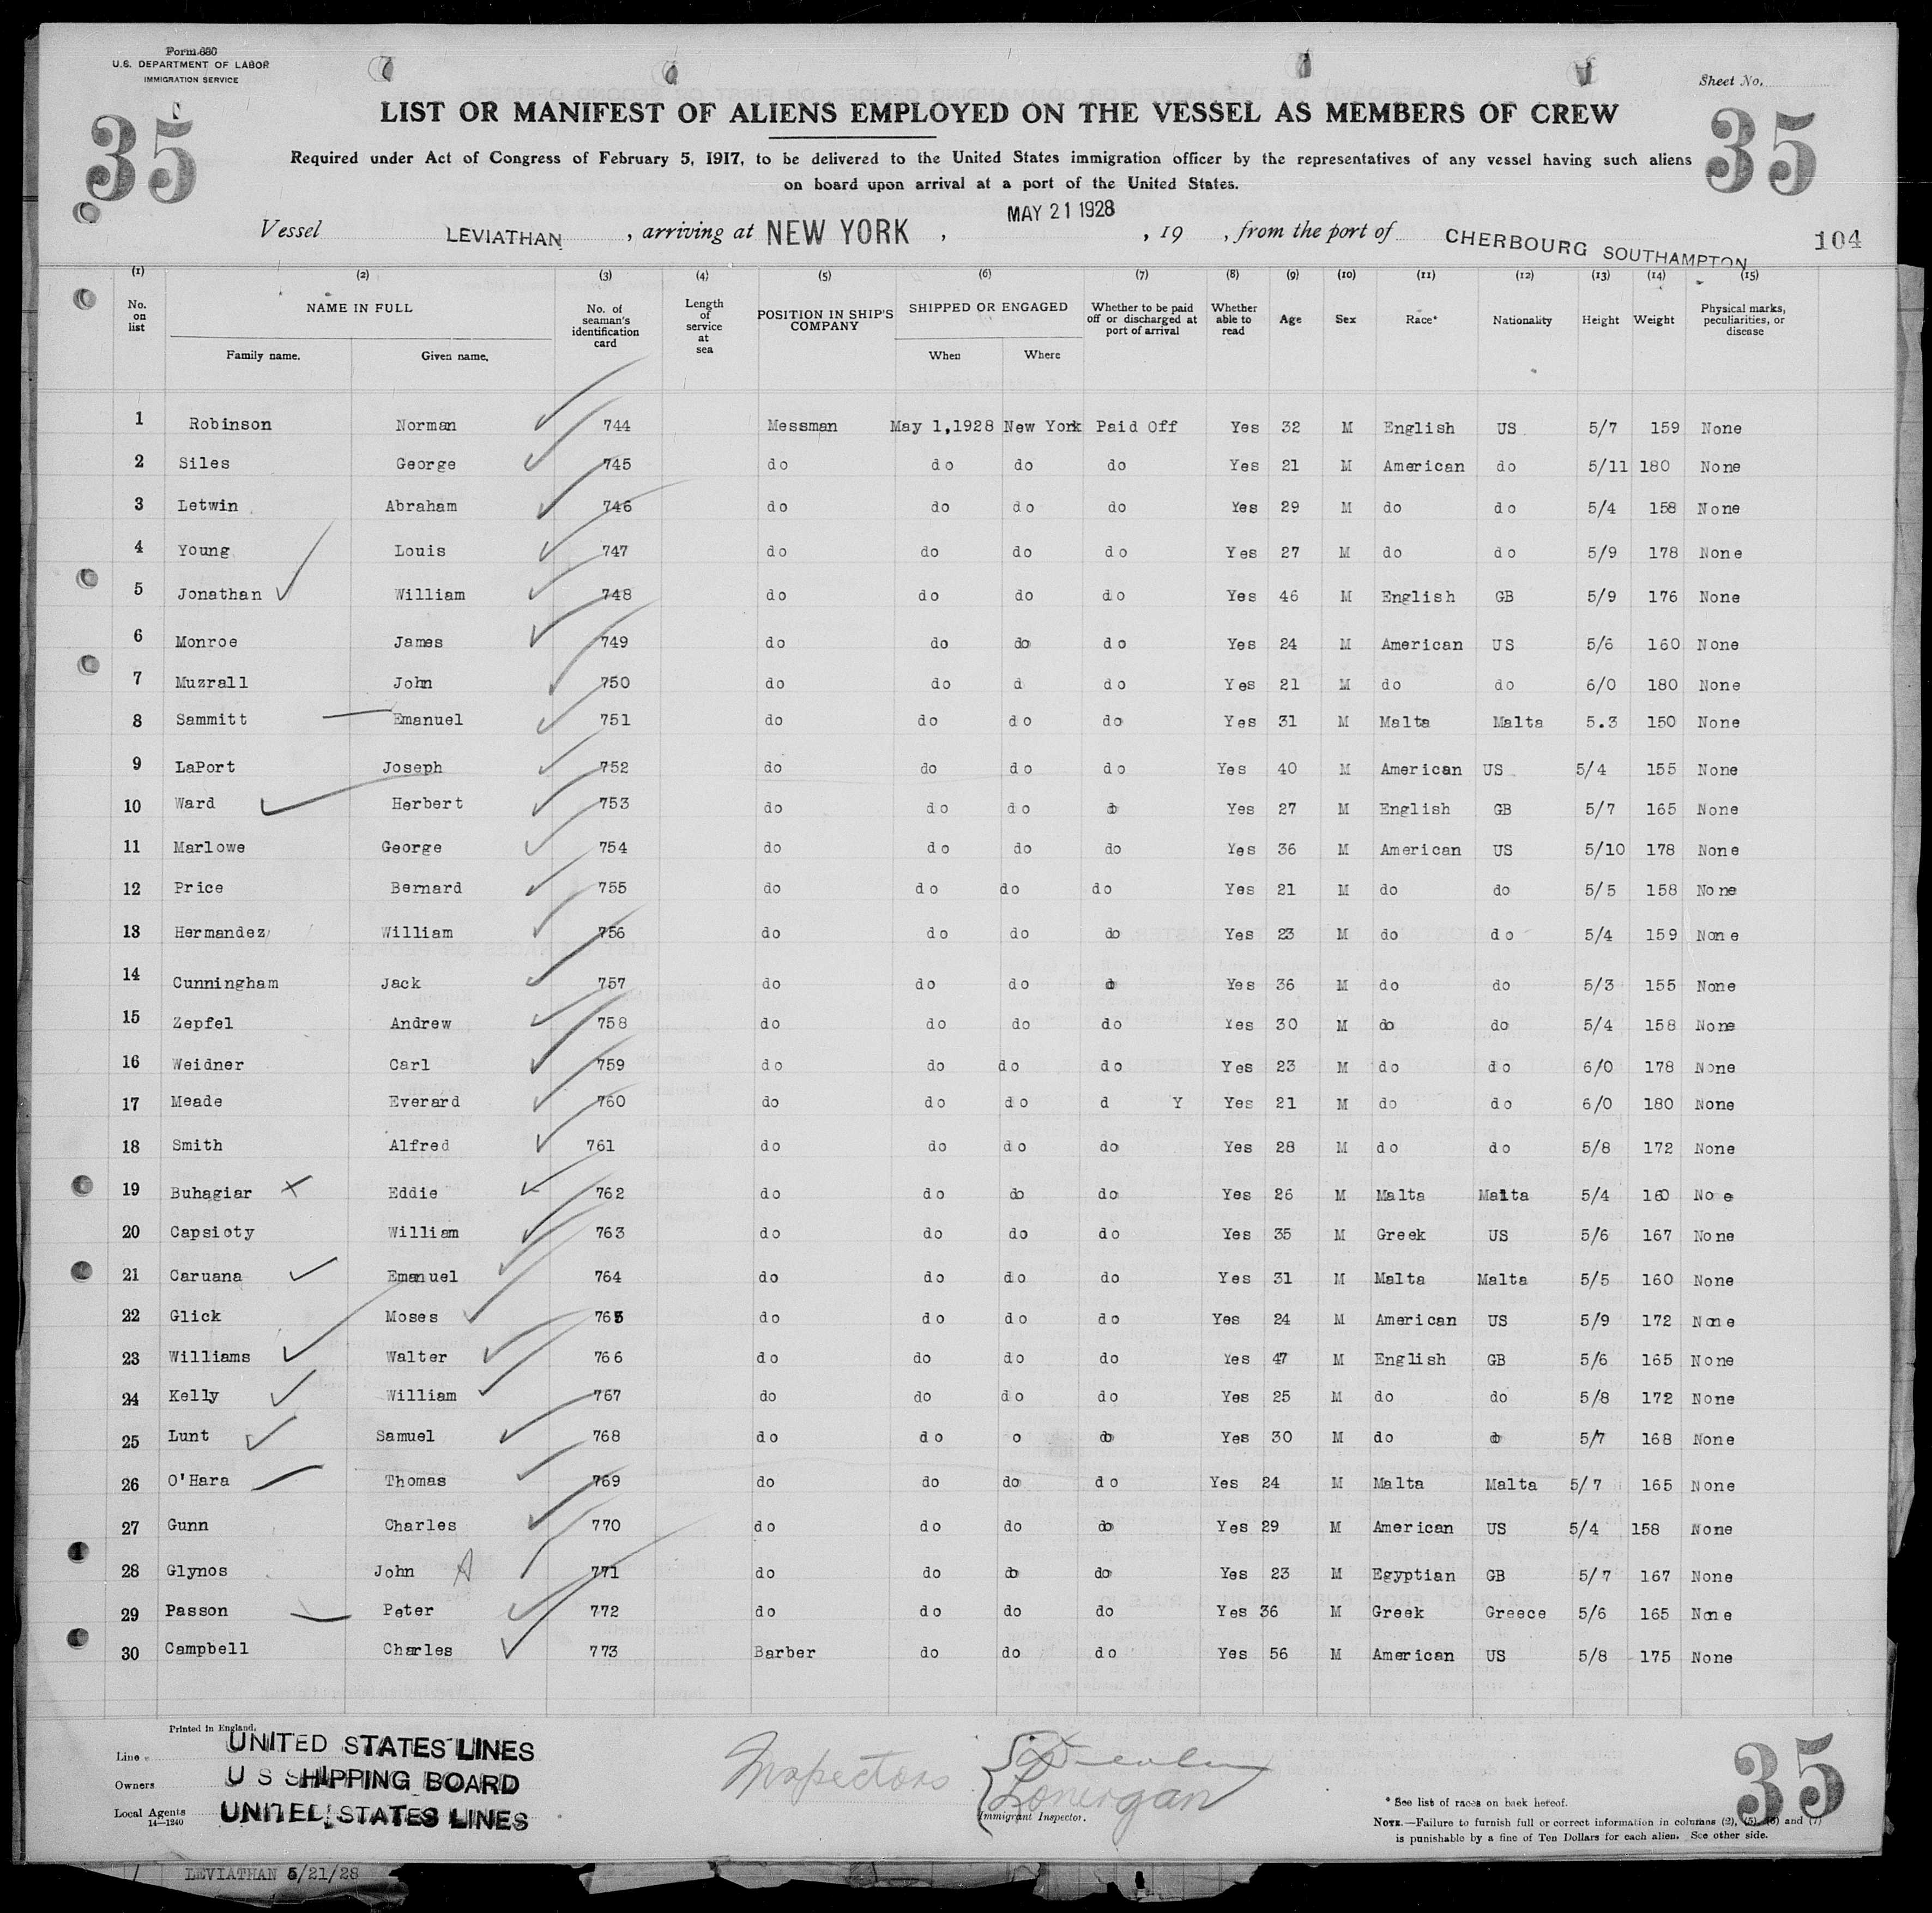 Form 680
U.S. DEPARTMENT OF LABOR
IMMIGRATION SERVICE
Sheet No.
35
35
LIST OR MANIFEST OF ALIENS EMPLOYED ON THE VESSEL AS MEMBERS OF CREW
Required under Act of Congress of February 5, 1917, to be delivered to the United States immigration officer by the representatives of any vessel having such aliens
on board upon arrival at a port of the United States.
MAY 21 1928
Vessel LEVIATHAN , arriving at NEW YORK , , 19 , from the port of CHERBOURG SOUTHAMPTON 104
(1) (2) (3) (4) (5) (6) (7) (8) (9) (10) (11) (12) (13) (14) (15)
No. on list NAME IN FULL Family name. Given name. No. of seaman's identification card Length of service at sea POSITION IN SHIP'S COMPANY SHIPPED OR ENGAGED When Where Whether to be paid off or discharged at port of arrival Whether able to read Age Sex Race* Nationality Height Weight Physical marks, peculiarities, or disease
1 Robinson Norman 744 Messman May 1,1928 New York Paid Off Yes 32 M English US 5/7 159 None
2 Siles George 745 do do do do Yes 21 M American do 5/11 180 None
3 Letwin Abraham 746 do do do do Yes 29 M do do 5/4 158 None
4 Young Louis 747 do do do do Yes 27 M do do 5/9 178 None
5 Jonathan William 748 do do do do Yes 46 M English GB 5/9 176 None
6 Monroe James 749 do do do do Yes 24 M American US 5/6 160 None
7 Muzrall John 750 do do d do Yes 21 M do do 6/0 180 None
8 Sammitt Emanuel 751 do do do do Yes 31 M Malta Malta 5.3 150 None
9 LaPort Joseph 752 do do do do Yes 40 M American US 5/4 155 None
10 Ward Herbert 753 do do do do Yes 27 M English GB 5/7 165 None
11 Marlowe George 754 do do do do Yes 36 M American US 5/10 178 None
12 Price Bernard 755 do do do do Yes 21 M do do 5/5 158 None
13 Hermandez William 756 do do do do Yes 23 M do do 5/4 159 None
14 Cunningham Jack 757 do do do do Yes 36 M do do 5/3 155 None
15 Zepfel Andrew 758 do do do do Yes 30 M do do 5/4 158 None
16 Weidner Carl 759 do do do do Yes 23 M do do 6/0 178 None
17 Meade Everard 760 do do do d Y Yes 21 M do do 6/0 180 None
18 Smith Alfred 761 do do do do Yes 28 M do do 5/8 172 None
19 Buhagiar Eddie 762 do do do do Yes 26 M Malta Malta 5/4 160 No e
20 Capsioty William 763 do do do do Yes 35 M Greek US 5/6 167 None
21 Caruana Emanuel 764 do do do do Yes 31 M Malta Malta 5/5 160 None
22 Glick Moses 765 do do do do Yes 24 M American US 5/9 172 None
23 Williams Walter 766 do do do do Yes 47 M English GB 5/6 165 None
24 Kelly William 767 do do do do Yes 25 M do do 5/8 172 None
25 Lunt Samuel 768 do do o do Yes 30 M do do 5/7 168 None
26 O'Hara Thomas 769 do do do do Yes 24 M Malta Malta 5/7 165 None
27 Gunn Charles 770 do do do do Yes 29 M American US 5/4 158 None
28 Glynos John A 771 do do do do Yes 23 M Egyptian GB 5/7 167 None
29 Passon Peter 772 do do do do Yes 36 M Greek Greece 5/6 165 None
30 Campbell Charles 773 Barber do do do Yes 56 M American US 5/8 175 None
Printed in England.
Line UNITED STATES LINES
Owners U S SHIPPING BOARD
Local Agents UNITED STATES LINES
14—1240
Inspectors
Lonergan
Immigrant Inspector.
35
* See list of races on back hereof.
NOTE.—Failure to furnish full or correct information in columns (2), (5), (6) and (7)
is punishable by a fine of Ten Dollars for each alien. See other side.
LEVIATHAN 5/21/28